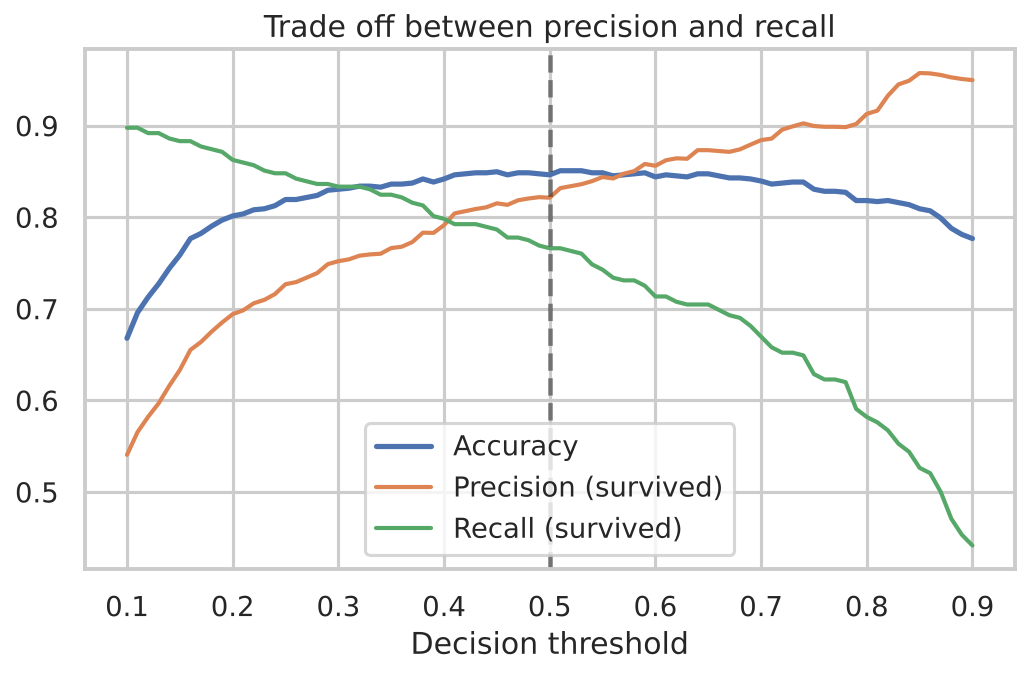 Trade off between precision and recall
0.9
0.8
0.7
0.6
0.5
Accuracy
Precision (survived)
Recall (survived)
0.1 0.2 0.3 0.4 0.5 0.6 0.7 0.8 0.9
Decision threshold